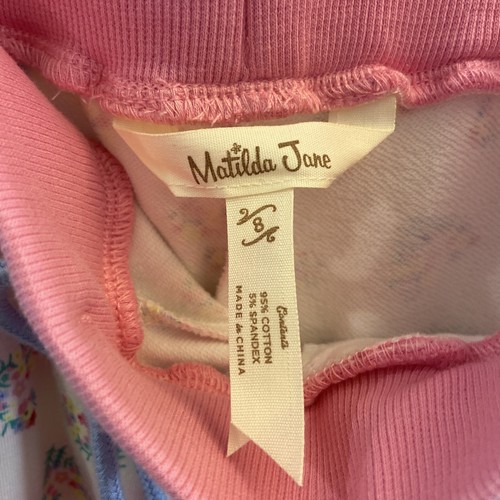 Matilda Jane
8
Contents
95% COTTON
5% SPANDEX
MADE in CHINA